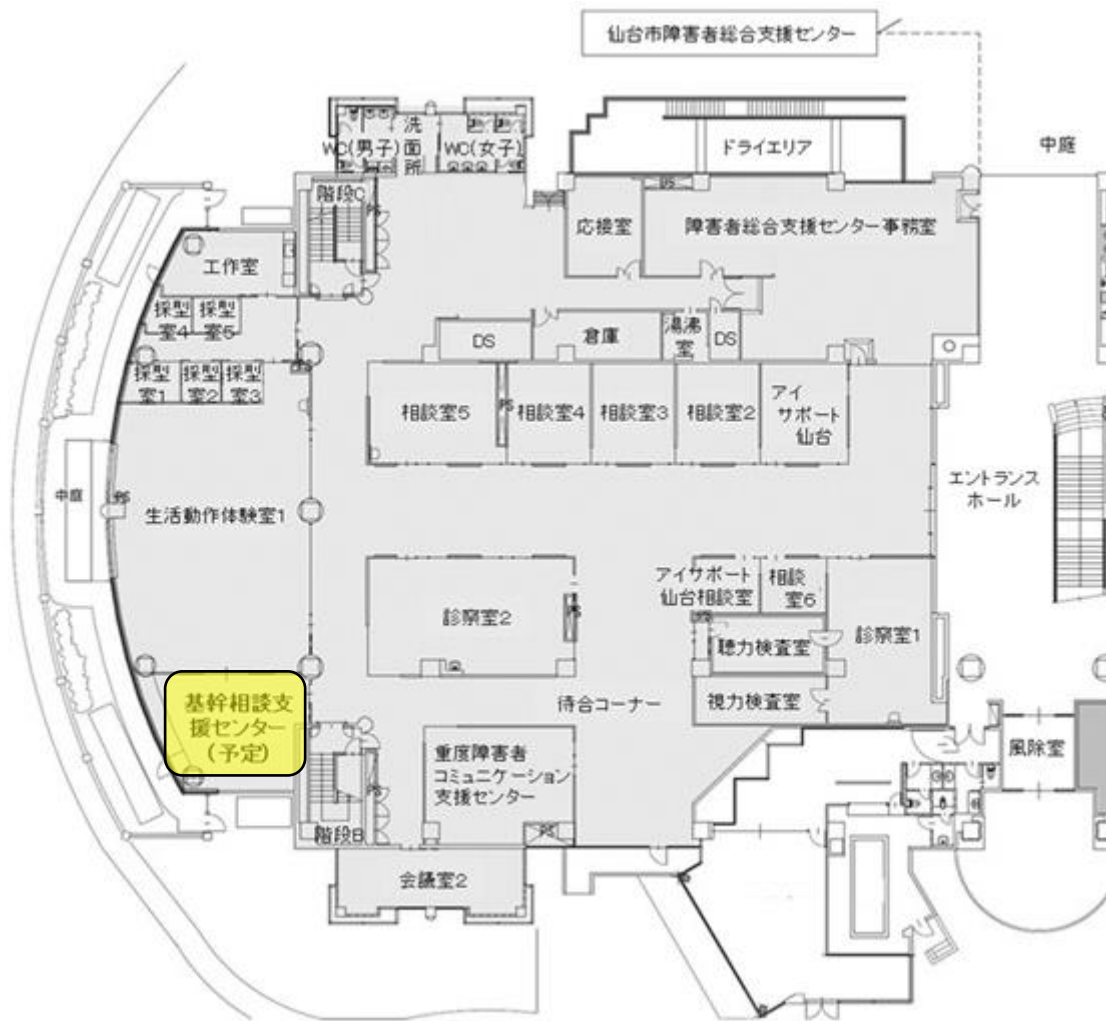 仙台市障害者総合支援センター
中庭
ドライエリア
WC(男子)
洗
面
所
WC(女子)
階段C
PS
DS
応接室
障害者総合支援センター事務室
工作室
採型
室4
採型
室5
DS
倉庫
湯沸
室
DS
採型
室1
採型
室2
採型
室3
相談室5
PS
相談室4
相談室3
相談室2
アイ
サポート
仙台
エントランス
ホール
中庭
PS
生活動作体験室1
アイサポート
仙台相談室
相談
室6
診察室2
PS
診察室1
聴力検査室
視力検査室
待合コーナー
基幹相談支
援センター
(予定)
風除室
重度障害者
コミュニケーション
支援センター
PS
PS
階段B
会議室2